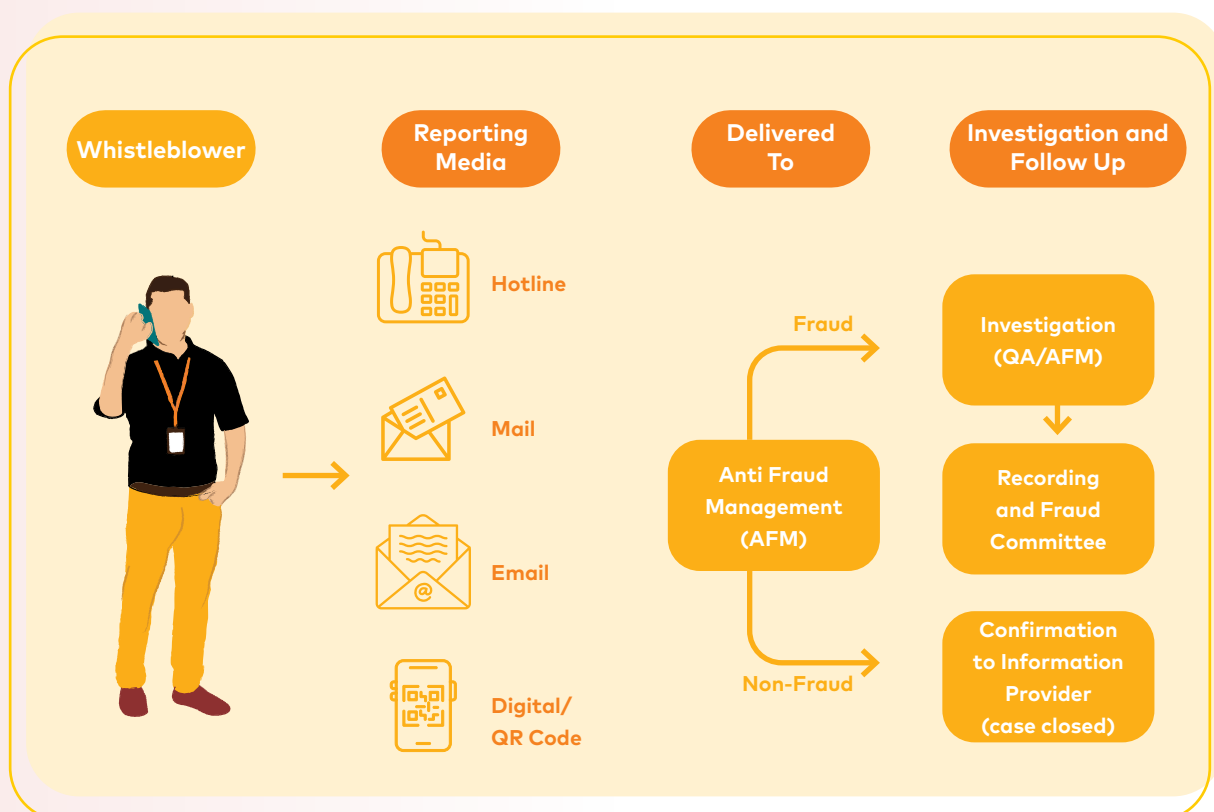 Whistleblower
Reporting
Media
Delivered
To
Investigation and
Follow Up
Hotline
Mail
Email
@
Digital/
QR Code
Anti Fraud
Management
(AFM)
Fraud
Non-Fraud
Investigation
(QA/AFM)
Recording
and Fraud
Committee
Confirmation
to Information
Provider
(case closed)